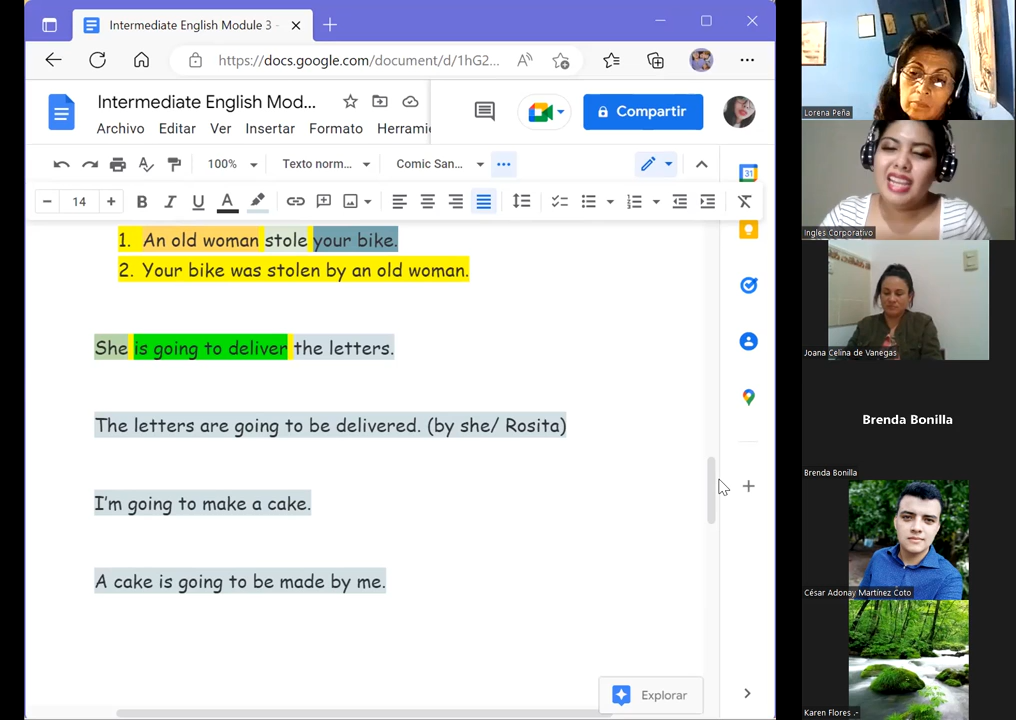 Intermediate English Module 3 -
https://docs.google.com/document/d/1hG2...
Intermediate English Mod...
Compartir
Archivo Editar Ver Insertar Formato Herrami
100% Texto norm... Comic San...
14
1. An old woman stole your bike.
2. Your bike was stolen by an old woman.
She is going to deliver the letters.
The letters are going to be delivered. (by she/ Rosita)
I'm going to make a cake.
A cake is going to be made by me.
Explorar
Lorena Peña
Ingles Corporativo
Joana Celina de Vanegas
Brenda Bonilla
Brenda Bonilla
César Adonay Martínez Coto
Karen Flores .-